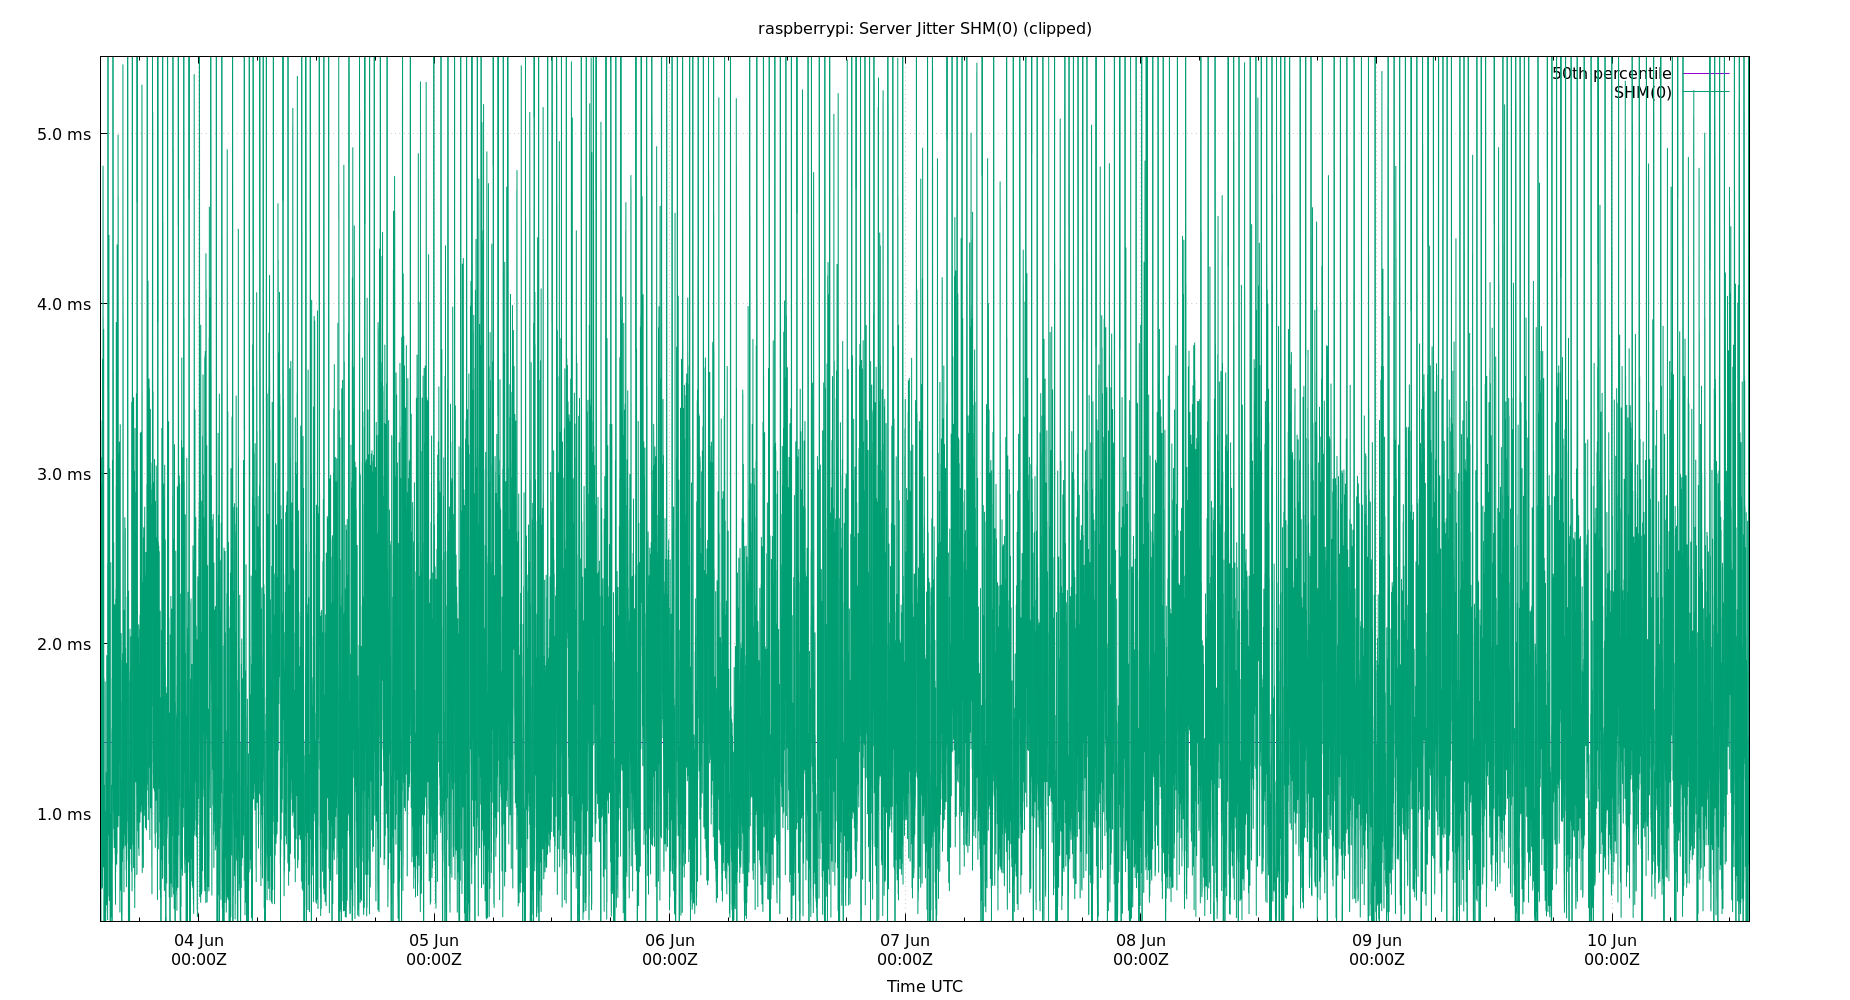 raspberrypi: Server Jitter SHM(0) (clipped)
50th percentile
SHM(0)
5.0 ms
4.0 ms
3.0 ms
2.0 ms
1.0 ms
04 Jun 05 Jun 06 Jun 07 Jun 08 Jun 09 Jun 10 Jun
00:00Z 00:00Z 00:00Z 00:00Z 00:00Z 00:00Z 00:00Z
Time UTC